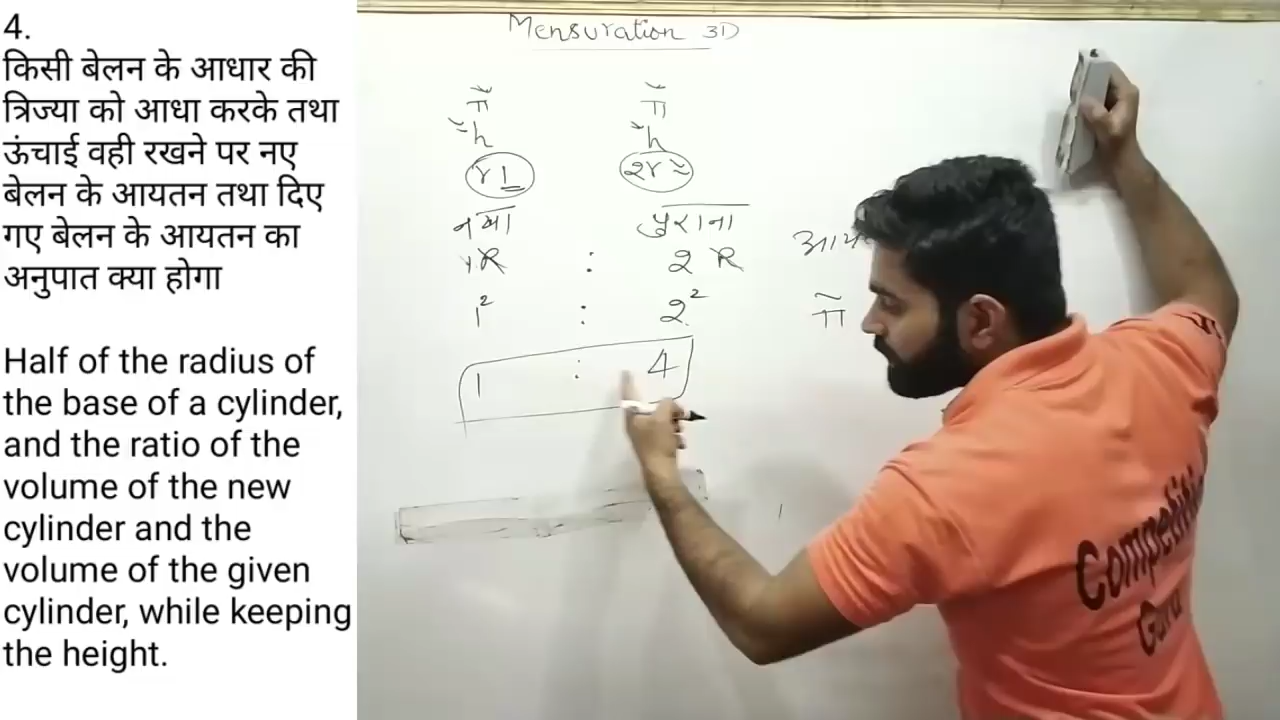 4.
किसी बेलन के आधार की
त्रिज्या को आधा करके तथा
ऊंचाई वही रखने पर नए
बेलन के आयतन तथा दिए
गए बेलन के आयतन का
अनुपात क्या होगा
Half of the radius of
the base of a cylinder,
and the ratio of the
volume of the new
cylinder and the
volume of the given
cylinder, while keeping
the height.
Mensuration 3D
π π
h h
r1 2r
नया पुराना
R : 2 R
1² : 2²
1 : 4
π
Competition
Guru